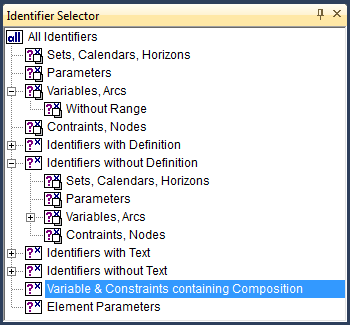 Identifier Selector
all All Identifiers
Sets, Calendars, Horizons
Parameters
Variables, Arcs
Without Range
Contraints, Nodes
Identifiers with Definition
Identifiers without Definition
Sets, Calendars, Horizons
Parameters
Variables, Arcs
Contraints, Nodes
Identifiers with Text
Identifiers without Text
Variable & Constraints containing Composition
Element Parameters